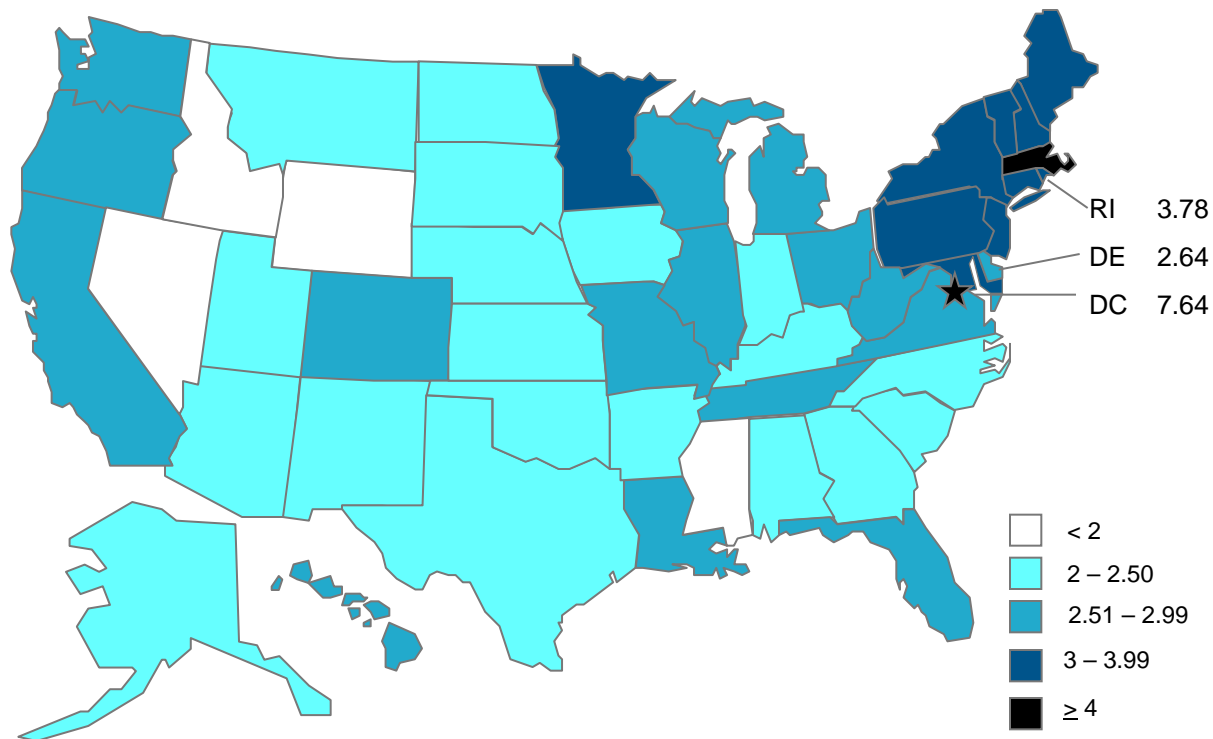 RI 3.78
DE 2.64
DC 7.64
< 2
2 – 2.50
2.51 – 2.99
3 – 3.99
≥ 4